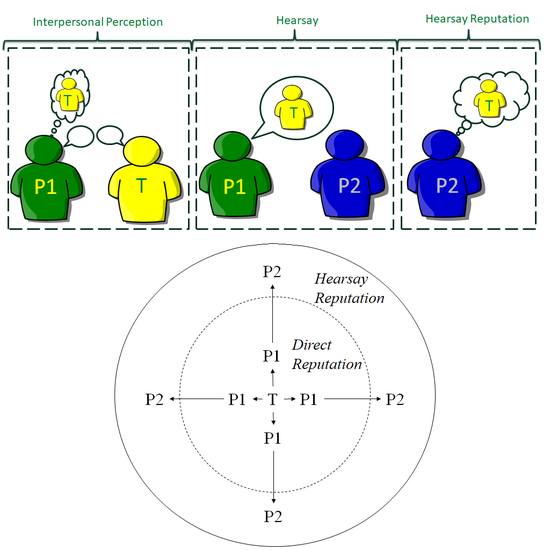 Interpersonal Perception
Hearsay
Hearsay Reputation
T
T
T
P1
T
P1
P2
P2
P2
Hearsay
Reputation
Direct
Reputation
P1
P2 P1 T P1 P2
P1
P2